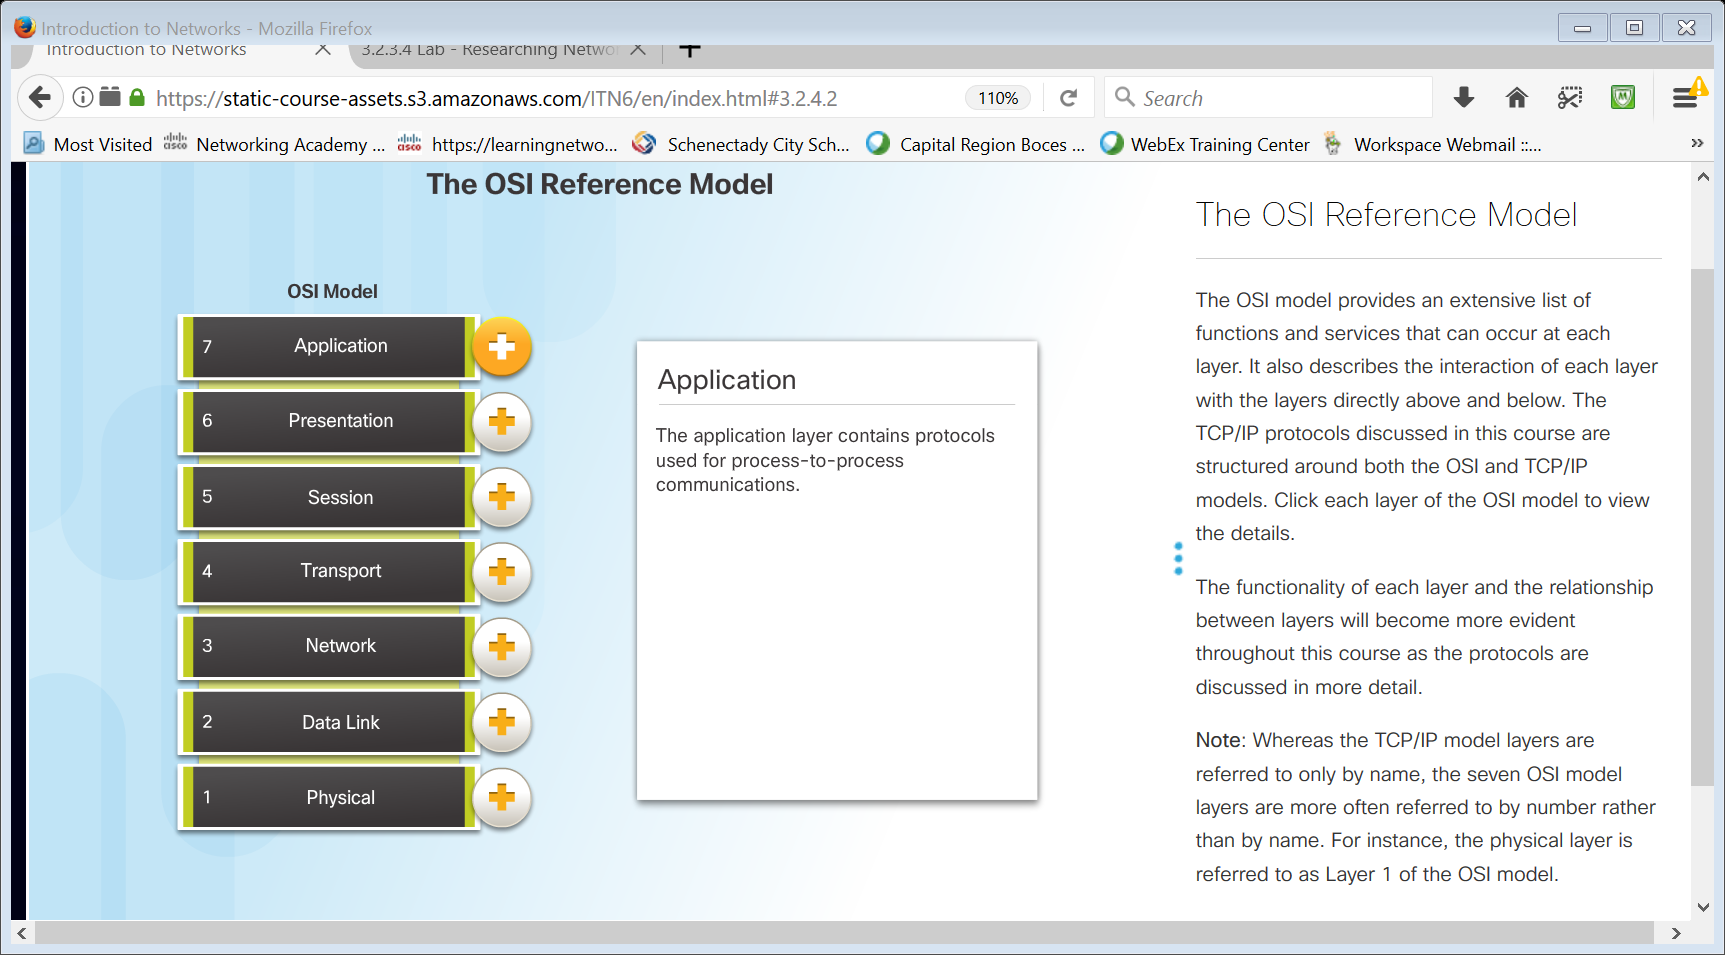 Introduction to Networks - Mozilla Firefox
Introduction to Networks
3.2.3.4 Lab - Researching Netwo
https://static-course-assets.s3.amazonaws.com/ITN6/en/index.html#3.2.4.2
110%
Search
Most Visited
Networking Academy ...
https://learningnetwo...
Schenectady City Sch...
Capital Region Boces ...
WebEx Training Center
Workspace Webmail ::...
The OSI Reference Model
OSI Model
7 Application
6 Presentation
5 Session
4 Transport
3 Network
2 Data Link
1 Physical
Application
The application layer contains protocols
used for process-to-process
communications.
The OSI Reference Model
The OSI model provides an extensive list of
functions and services that can occur at each
layer. It also describes the interaction of each layer
with the layers directly above and below. The
TCP/IP protocols discussed in this course are
structured around both the OSI and TCP/IP
models. Click each layer of the OSI model to view
the details.
The functionality of each layer and the relationship
between layers will become more evident
throughout this course as the protocols are
discussed in more detail.
Note: Whereas the TCP/IP model layers are
referred to only by name, the seven OSI model
layers are more often referred to by number rather
than by name. For instance, the physical layer is
referred to as Layer 1 of the OSI model.